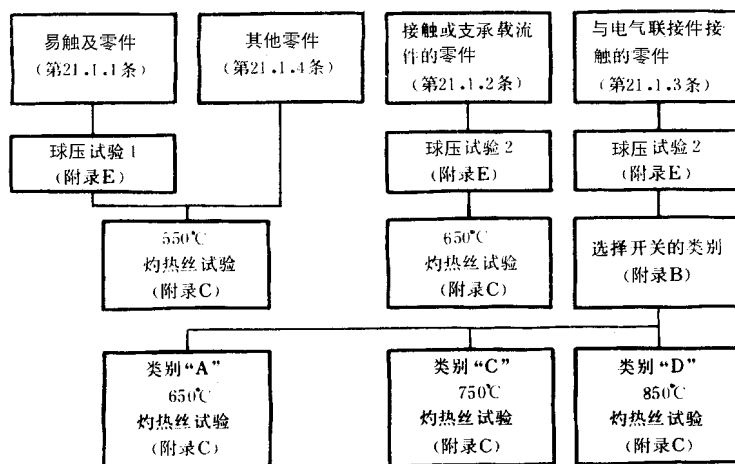 易触及零件
(第21.1.1条)
其他零件
(第21.1.4条)
接触或支承载流
件的零件
(第21.1.2条)
与电气联接件接
触的零件
(第21.1.3条)
球压试验1
(附录E)
球压试验2
(附录E)
球压试验2
(附录E)
550℃
灼热丝试验
(附录C)
650℃
灼热丝试验
(附录C)
选择开关的类别
(附录B)
类别“A”
650℃
灼热丝试验
(附录C)
类别“C”
750℃
灼热丝试验
(附录C)
类别“D”
850℃
灼热丝试验
(附录C)